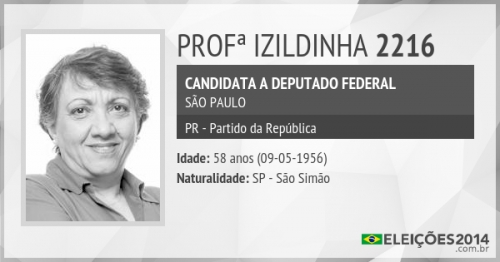 PROFª IZILDINHA 2216
CANDIDATA A DEPUTADO FEDERAL
SÃO PAULO
PR - Partido da República
Idade: 58 anos (09-05-1956)
Naturalidade: SP - São Simão
ELEIÇÕES2014
.com.br